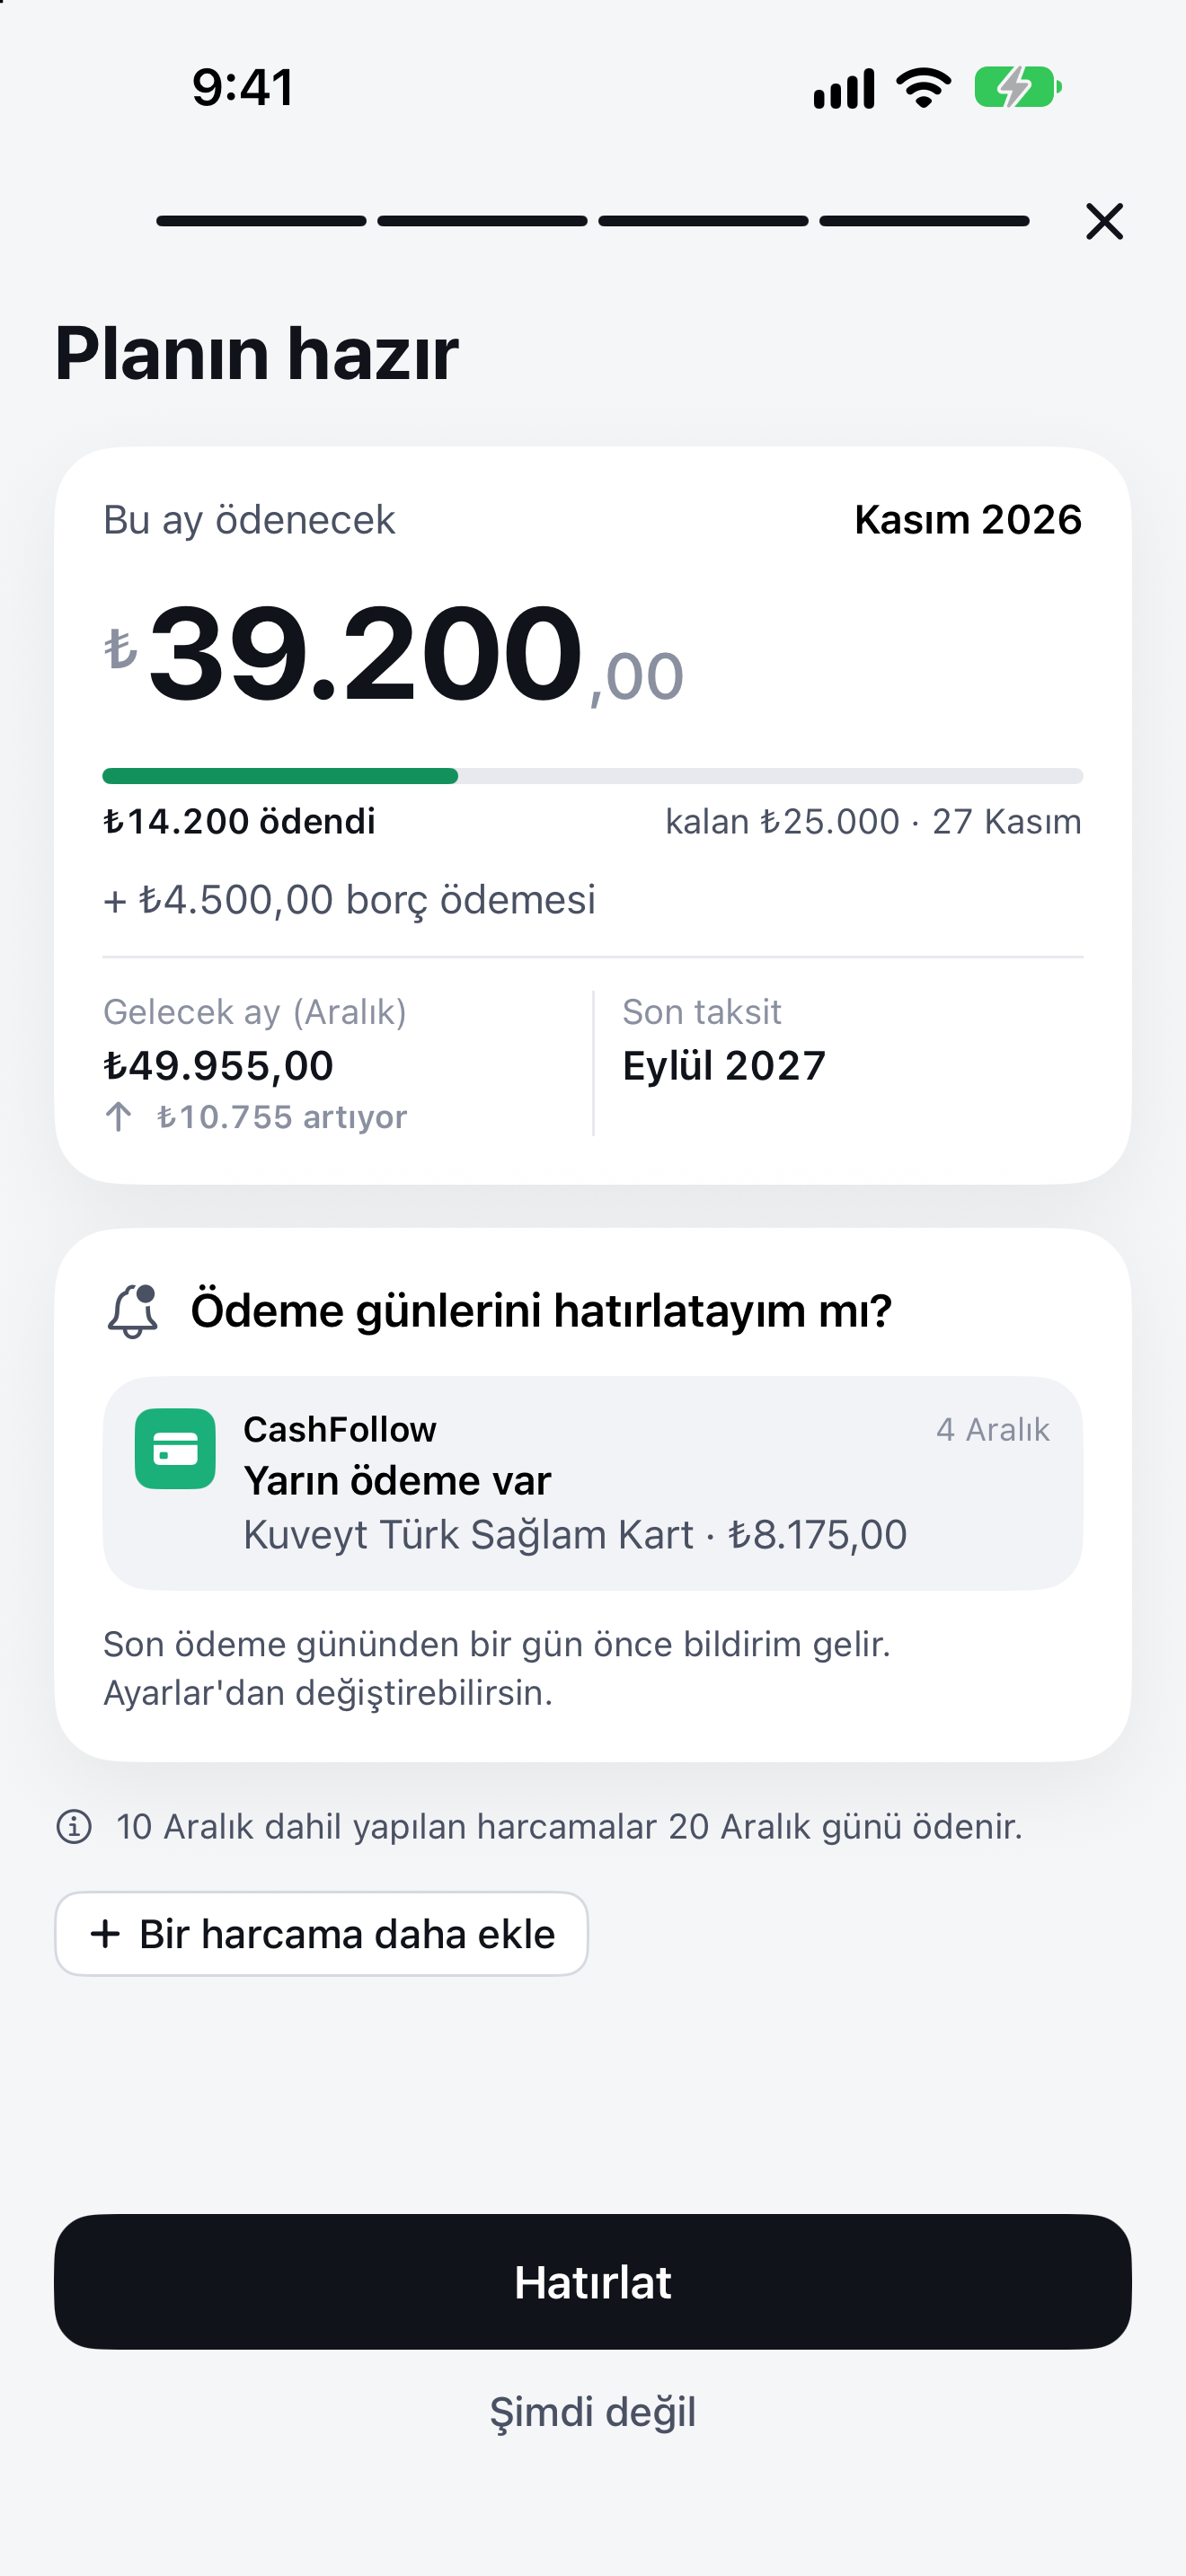 9:41
Planın hazır
Bu ay ödenecek
Kasım 2026
₺39.200,00
₺14.200 ödendi
kalan ₺25.000 · 27 Kasım
+ ₺4.500,00 borç ödemesi
Gelecek ay (Aralık)
₺49.955,00
↑ ₺10.755 artıyor
Son taksit
Eylül 2027
Ödeme günlerini hatırlatayım mı?
CashFollow
4 Aralık
Yarın ödeme var
Kuveyt Türk Sağlam Kart · ₺8.175,00
Son ödeme gününden bir gün önce bildirim gelir.
Ayarlar'dan değiştirebilirsin.
10 Aralık dahil yapılan harcamalar 20 Aralık günü ödenir.
+ Bir harcama daha ekle
Hatırlat
Şimdi değil